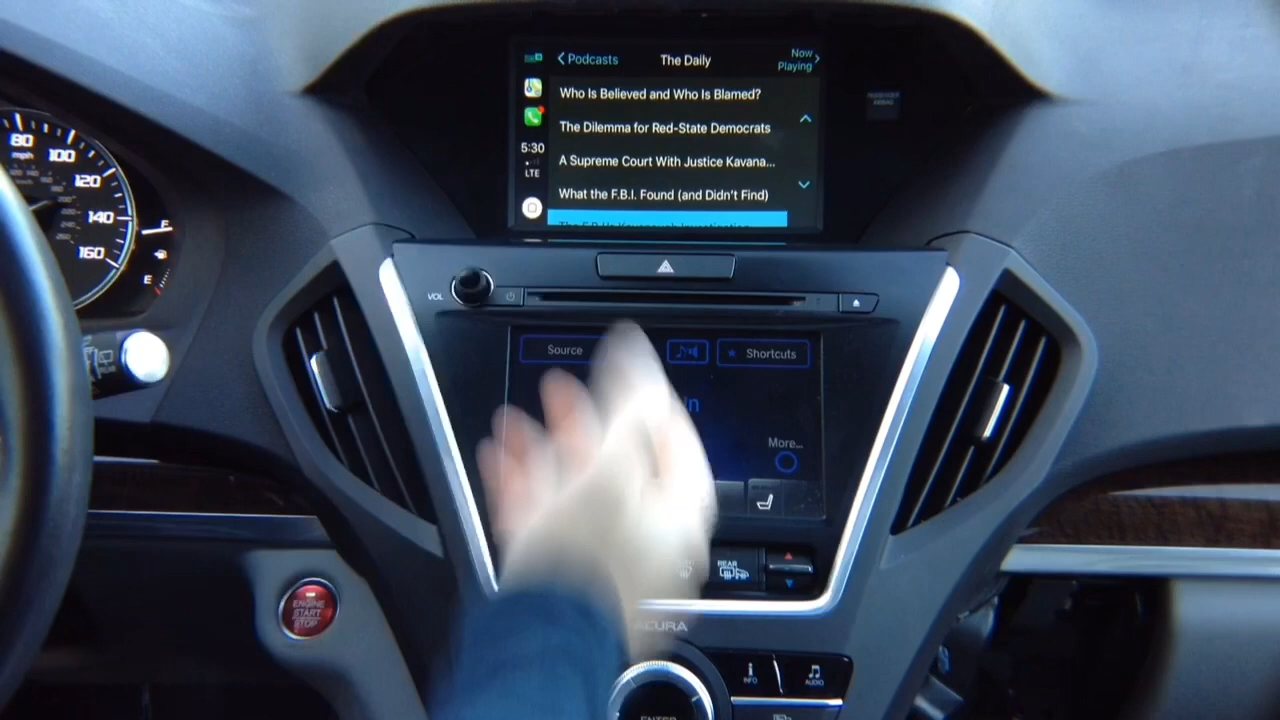 Podcasts
The Daily
Now
Playing
Who Is Believed and Who Is Blamed?
The Dilemma for Red-State Democrats
5:30
LTE
A Supreme Court With Justice Kavana...
What the F.B.I. Found (and Didn't Find)
80
mph
100
120
140
160
F
E
VOL
Source
Shortcuts
In
More...
REAR
ENGINE
START
STOP
ACURA
INFO
AUDIO
ENTER